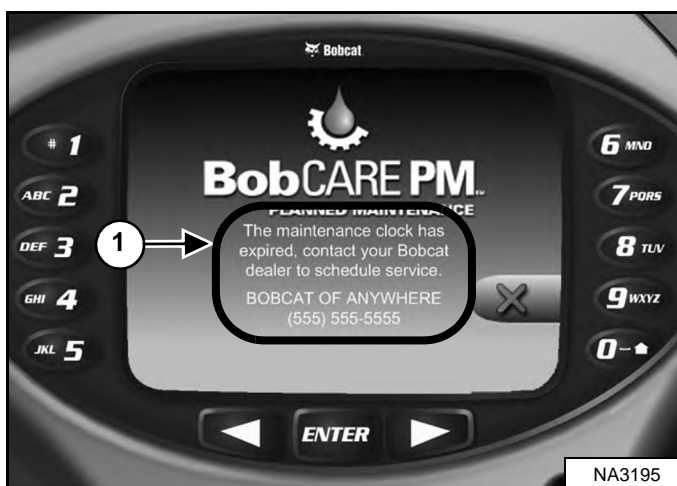 Bobcat
# 1
ABC 2
DEF 3
GHI 4
JKL 5
6 MNO
7 PQRS
8 TUV
9 WXYZ
0
BobCARE PM
PLANNED MAINTENANCE
The maintenance clock has
expired, contact your Bobcat
dealer to schedule service.
BOBCAT OF ANYWHERE
(555) 555-5555
1
ENTER
NA3195